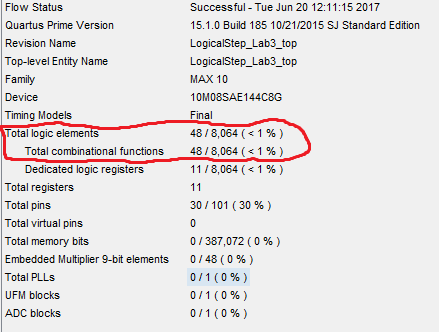 Flow Status Successful - Tue Jun 20 12:11:15 2017
Quartus Prime Version 15.1.0 Build 185 10/21/2015 SJ Standard Edition
Revision Name LogicalStep_Lab3_top
Top-level Entity Name LogicalStep_Lab3_top
Family MAX 10
Device 10M08SAE144C8G
Timing Models Final
Total logic elements 48 / 8,064 ( < 1 % )
Total combinational functions 48 / 8,064 ( < 1 % )
Dedicated logic registers 11 / 8,064 ( < 1 % )
Total registers 11
Total pins 30 / 101 ( 30 % )
Total virtual pins 0
Total memory bits 0 / 387,072 ( 0 % )
Embedded Multiplier 9-bit elements 0 / 48 ( 0 % )
Total PLLs 0 / 1 ( 0 % )
UFM blocks 0 / 1 ( 0 % )
ADC blocks 0 / 1 ( 0 % )